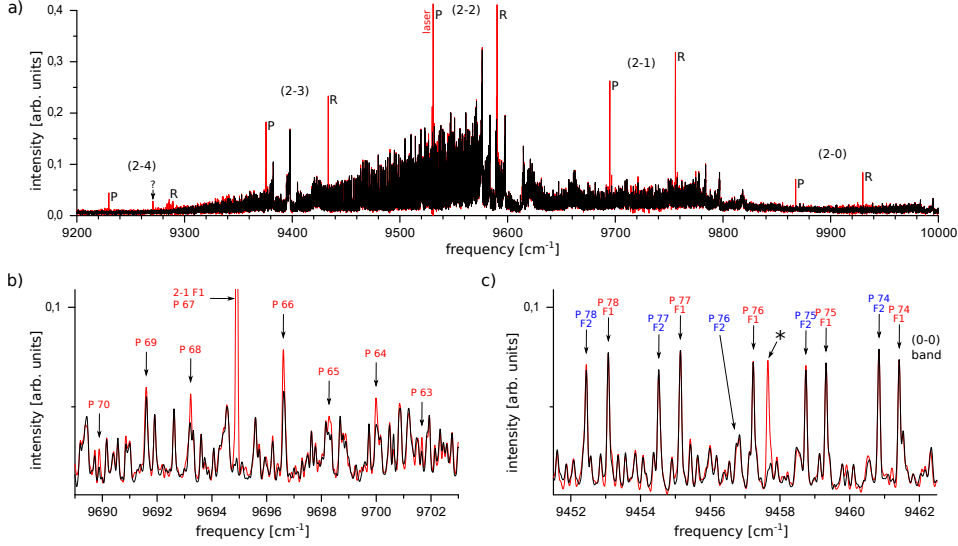 a)
intensity [arb. units]
0,4
0,3
0,2
0,1
0,0
(2-4)
?
P
R
(2-3)
P
R
laser
P
(2-2)
R
(2-1)
P
R
(2-0)
P
R
9200
9300
9400
9500
9600
9700
9800
9900
10000
frequency [cm⁻¹]
b)
intensity [arb. units]
0,1
P 70
P 69
P 68
2-1 F1
P 67
P 66
P 65
P 64
P 63
9690
9692
9694
9696
9698
9700
9702
frequency [cm⁻¹]
c)
intensity [arb. units]
0,1
P 78
F2
P 78
F1
P 77
F2
P 77
F1
P 76
F2
P 76
F1
*
P 75
F2
P 75
F1
P 74
F2
P 74
F1
(0-0)
band
9452
9454
9456
9458
9460
9462
frequency [cm⁻¹]